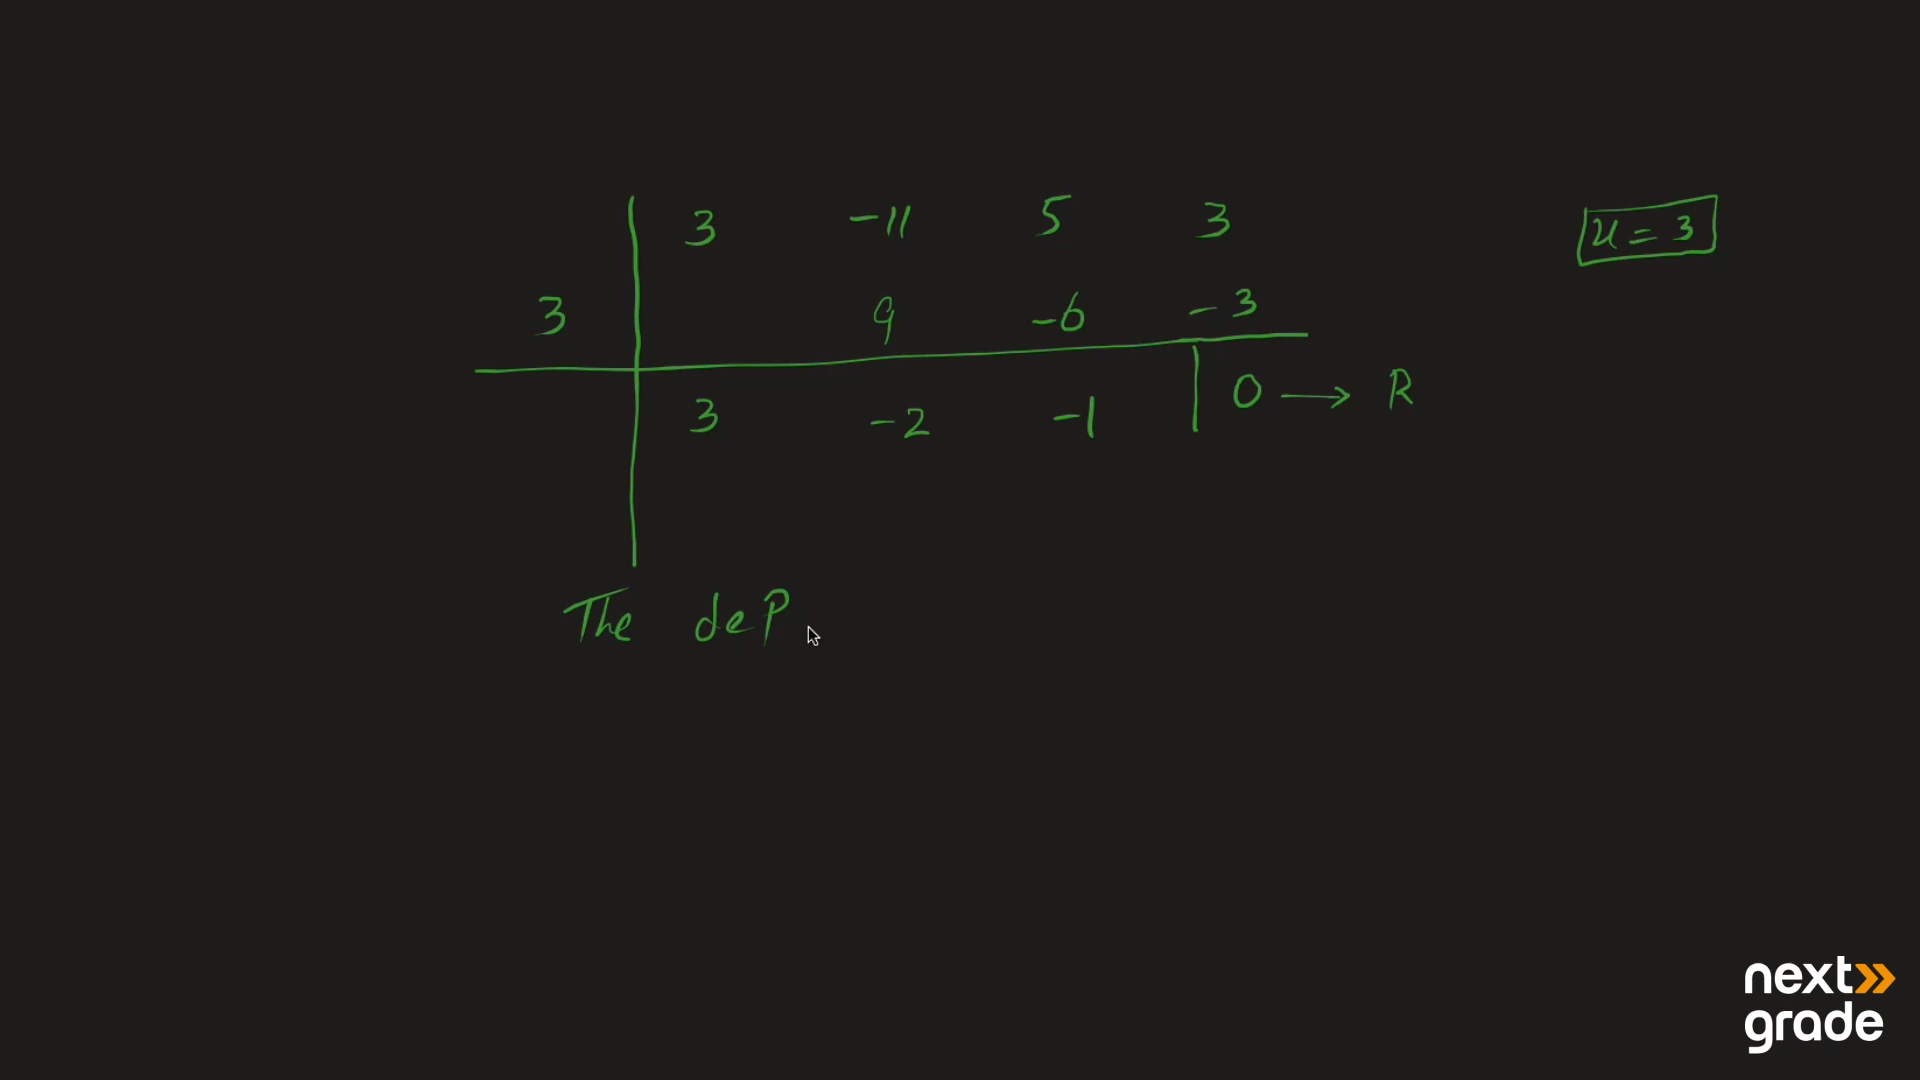 3 -11 5 3
x = 3
3 9 -6 -3
3 -2 -1 0 → R
The deP
next
grade